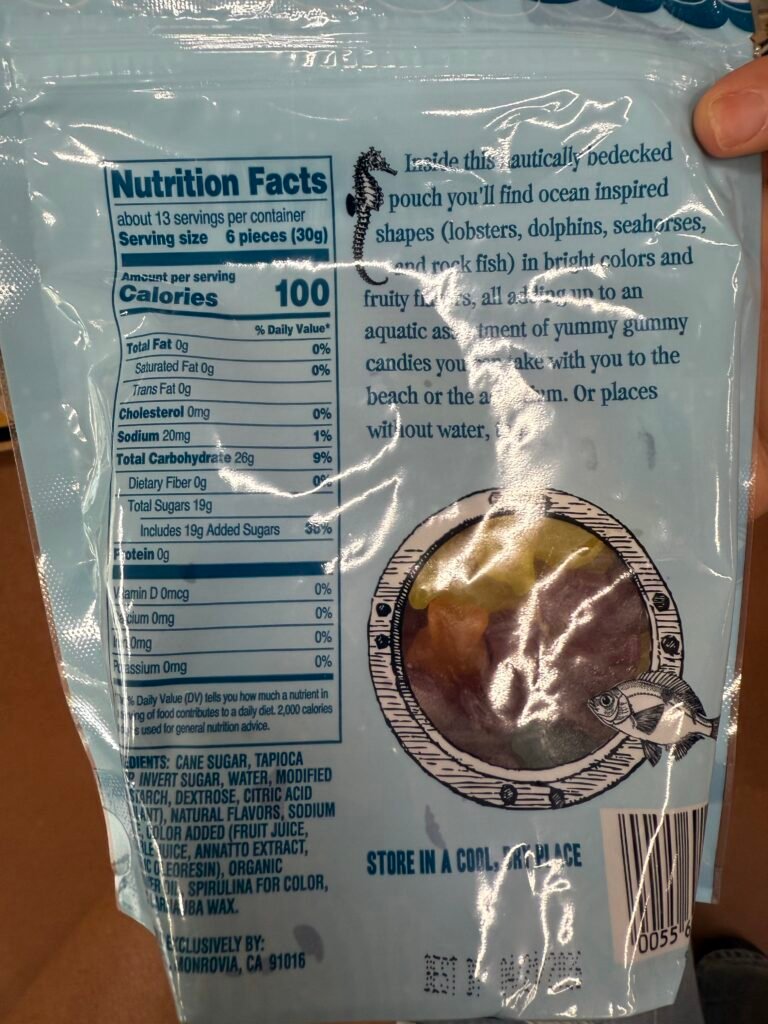 Nutrition Facts
about 13 servings per container
Serving size 6 pieces (30g)
Amount per serving
Calories 100
% Daily Value*
Total Fat 0g 0%
Saturated Fat 0g 0%
Trans Fat 0g
Cholesterol 0mg 0%
Sodium 20mg 1%
Total Carbohydrate 26g 9%
Dietary Fiber 0g 0%
Total Sugars 19g
Includes 19g Added Sugars 38%
Protein 0g
Vitamin D 0mcg 0%
0mg 0%
0mg 0%
Potassium 0mg 0%
% Daily Value (DV) tells you how much a nutrient in
of food contributes to a daily diet. 2,000 calories
used for general nutrition advice.
CANE SUGAR, TAPIOCA
INVERT SUGAR, WATER, MODIFIED
DEXTROSE, CITRIC ACID
NATURAL FLAVORS, SODIUM
COLOR ADDED (FRUIT JUICE,
JUICE, ANNATTO EXTRACT,
ORGANIC
SPIRULINA FOR COLOR,
WAX.
EXCLUSIVELY BY:
MONROVIA, CA 91016
Inside this nautically bedecked
pouch you'll find ocean inspired
shapes (lobsters, dolphins, seahorses,
and rock fish) in bright colors and
fruity all adding up to an
aquatic of yummy gummy
candies you with you to the
beach or the Or places
without water,
STORE IN A COOL, DRY PLACE
0055